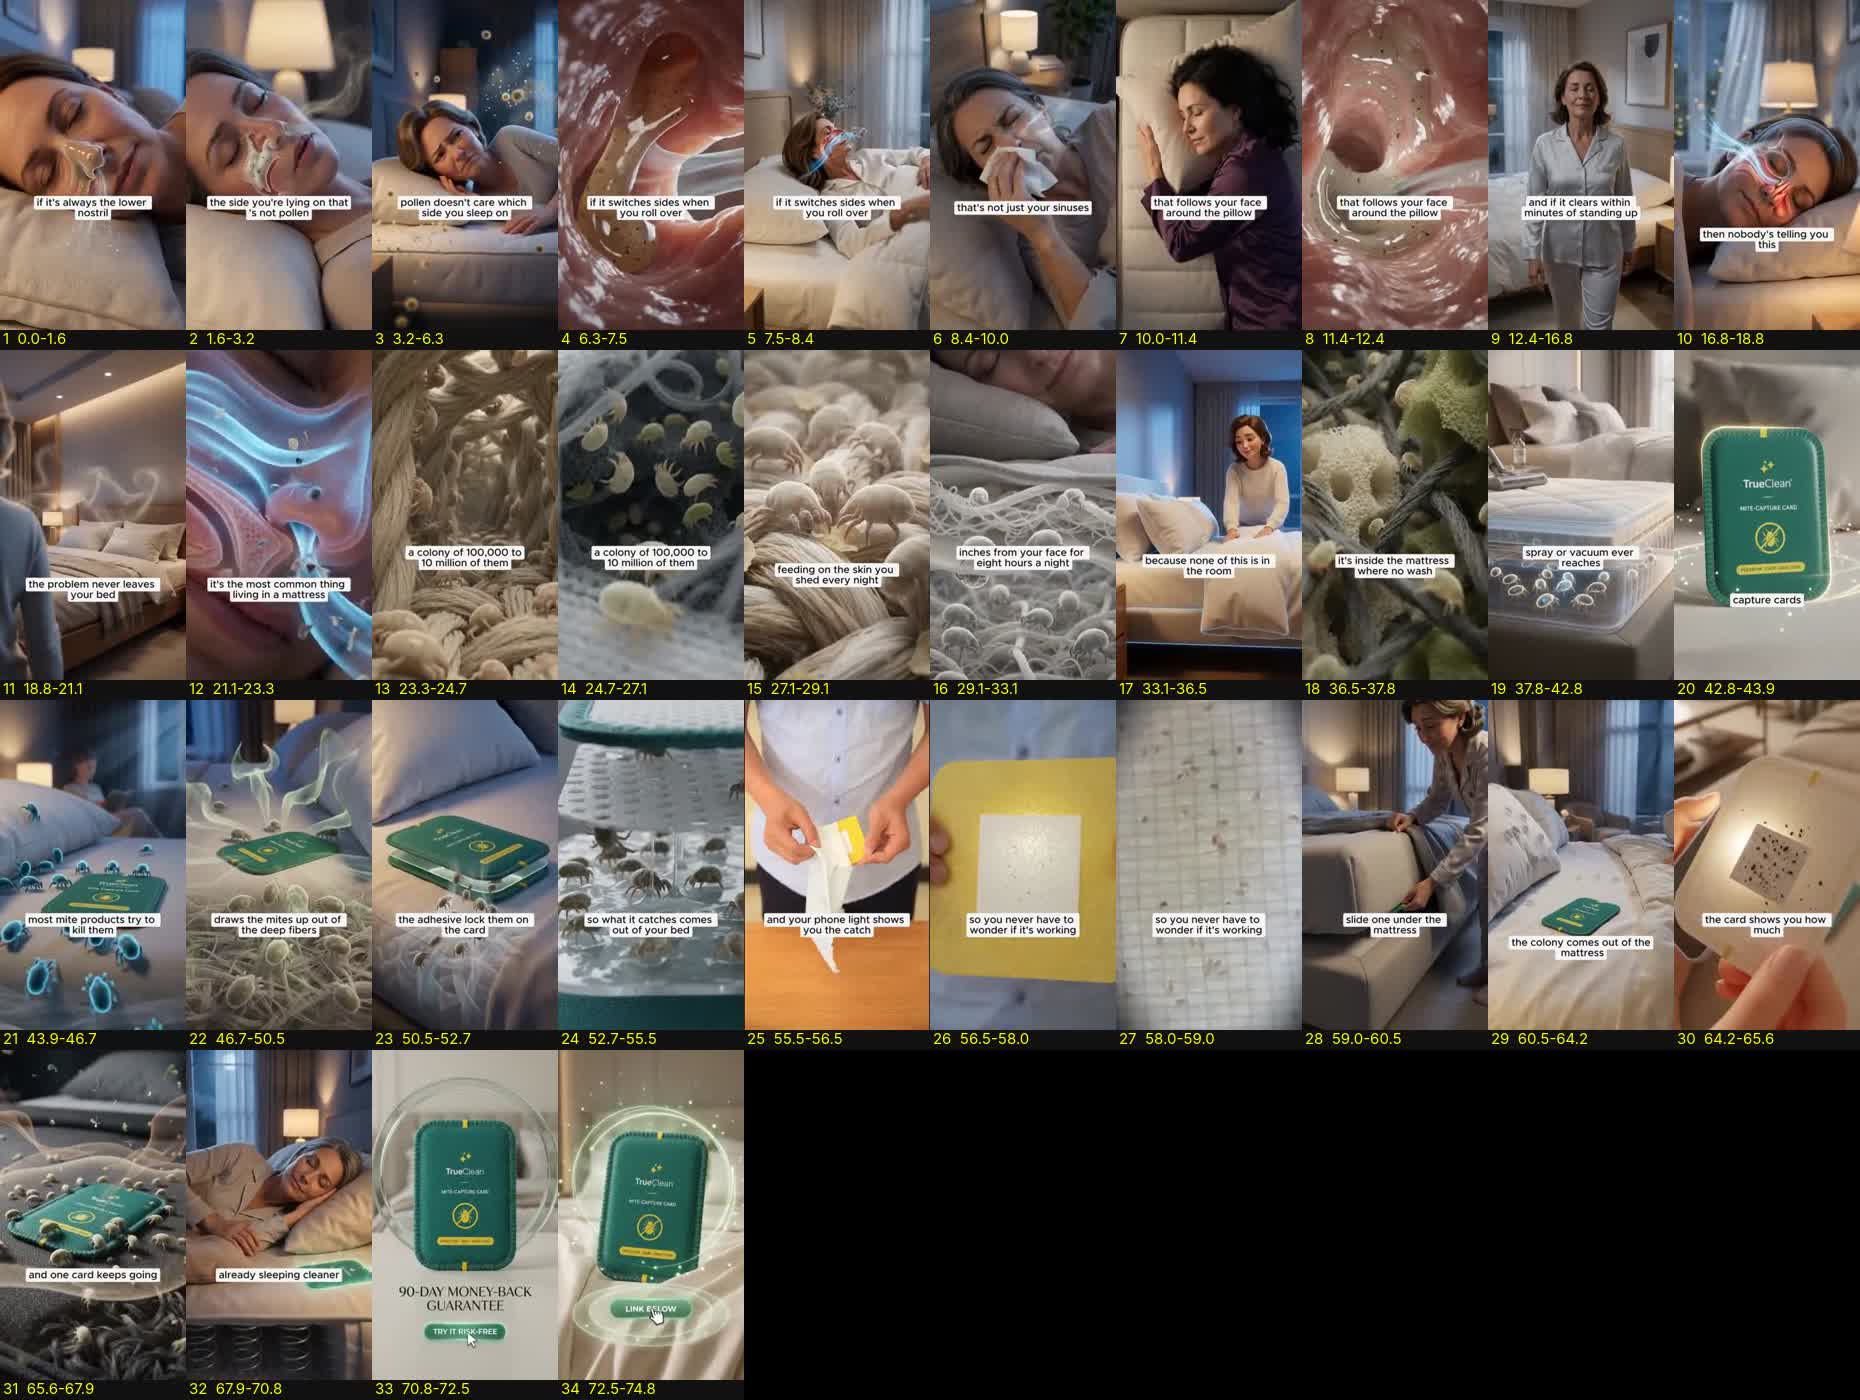 if it's always the lower
nostril
1 0.0-1.6
the side you're lying on that
's not pollen
2 1.6-3.2
pollen doesn't care which
side you sleep on
3 3.2-6.3
if it switches sides when
you roll over
4 6.3-7.5
if it switches sides when
you roll over
5 7.5-8.4
that's not just your sinuses
6 8.4-10.0
that follows your face
around the pillow
7 10.0-11.4
that follows your face
around the pillow
8 11.4-12.4
and if it clears within
minutes of standing up
9 12.4-16.8
then nobody's telling you
this
10 16.8-18.8
the problem never leaves
your bed
11 18.8-21.1
it's the most common thing
living in a mattress
12 21.1-23.3
a colony of 100,000 to
10 million of them
13 23.3-24.7
a colony of 100,000 to
10 million of them
14 24.7-27.1
feeding on the skin you
shed every night
15 27.1-29.1
inches from your face for
eight hours a night
16 29.1-33.1
because none of this is in
the room
17 33.1-36.5
it's inside the mattress
where no wash
18 36.5-37.8
spray or vacuum ever
reaches
19 37.8-42.8
TrueClean
MITE-CAPTURE CARD
capture cards
20 42.8-43.9
most mite products try to
kill them
21 43.9-46.7
draws the mites up out of
the deep fibers
22 46.7-50.5
the adhesive lock them on
the card
23 50.5-52.7
so what it catches comes
out of your bed
24 52.7-55.5
and your phone light shows
you the catch
25 55.5-56.5
so you never have to
wonder if it's working
26 56.5-58.0
so you never have to
wonder if it's working
27 58.0-59.0
slide one under the
mattress
28 59.0-60.5
the colony comes out of the
mattress
29 60.5-64.2
the card shows you how
much
30 64.2-65.6
and one card keeps going
31 65.6-67.9
already sleeping cleaner
32 67.9-70.8
TrueClean
MITE-CAPTURE CARD
90-DAY MONEY-BACK
GUARANTEE
TRY IT RISK-FREE
33 70.8-72.5
TrueClean
MITE-CAPTURE CARD
LINK BELOW
34 72.5-74.8